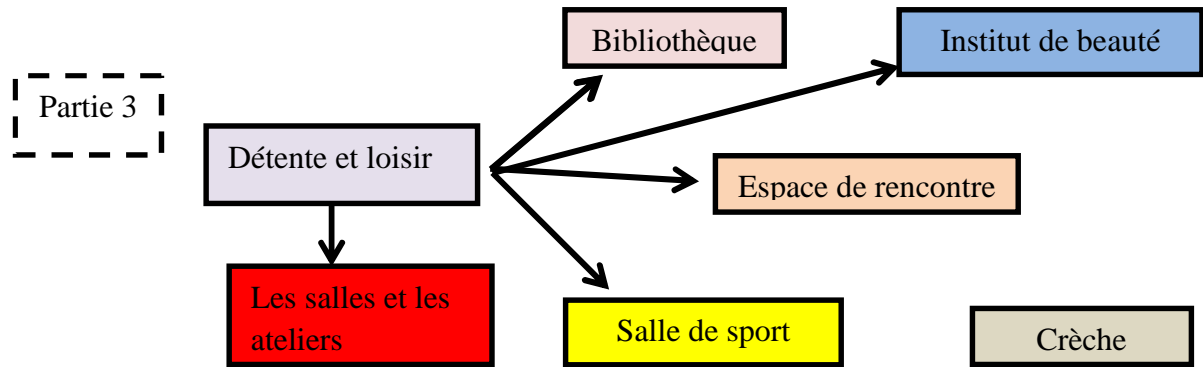 Bibliothèque
Institut de beauté
Partie 3
Détente et loisir
Espace de rencontre
Les salles et les
ateliers
Salle de sport
Crèche